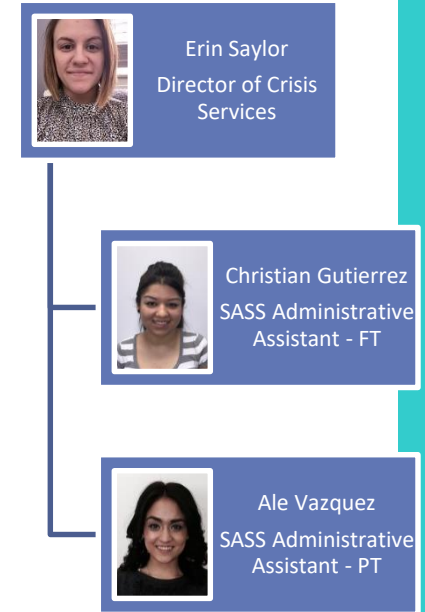 Erin Saylor
Director of Crisis
Services
Christian Gutierrez
SASS Administrative
Assistant - FT
Ale Vazquez
SASS Administrative
Assistant - PT